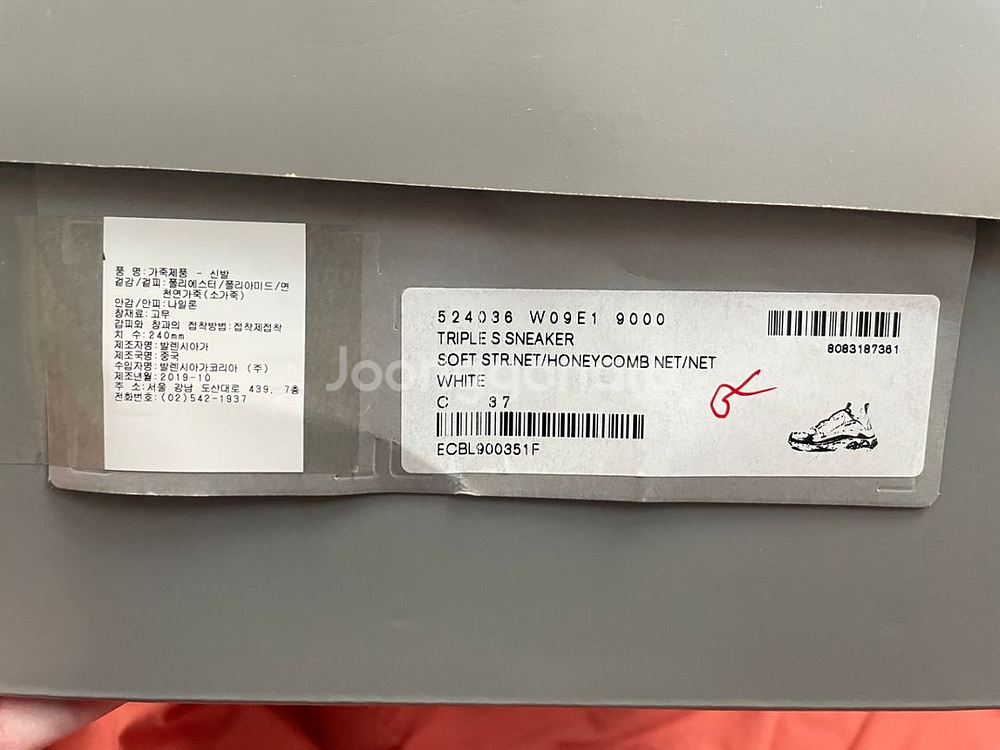 품 명:가죽제품 - 신발
겉감/겉피:폴리에스터/폴리아미드/면
천연가죽(소가죽)
안감/안피:나일론
창재료:고무
갑피와 창과의 접착방법:접착제접착
치 수:240mm
제조자명:발렌시아가
제조국명:중국
수입자명:발렌시아가코리아 (주)
제조년월:2019-10
주 소:서울 강남 도산대로 439, 7층
전화번호:(02)542-1937
524036 W09E1 9000
TRIPLE S SNEAKER
SOFT STR.NET/HONEYCOMB NET/NET
WHITE
C 37
ECBL900351F
8083187361